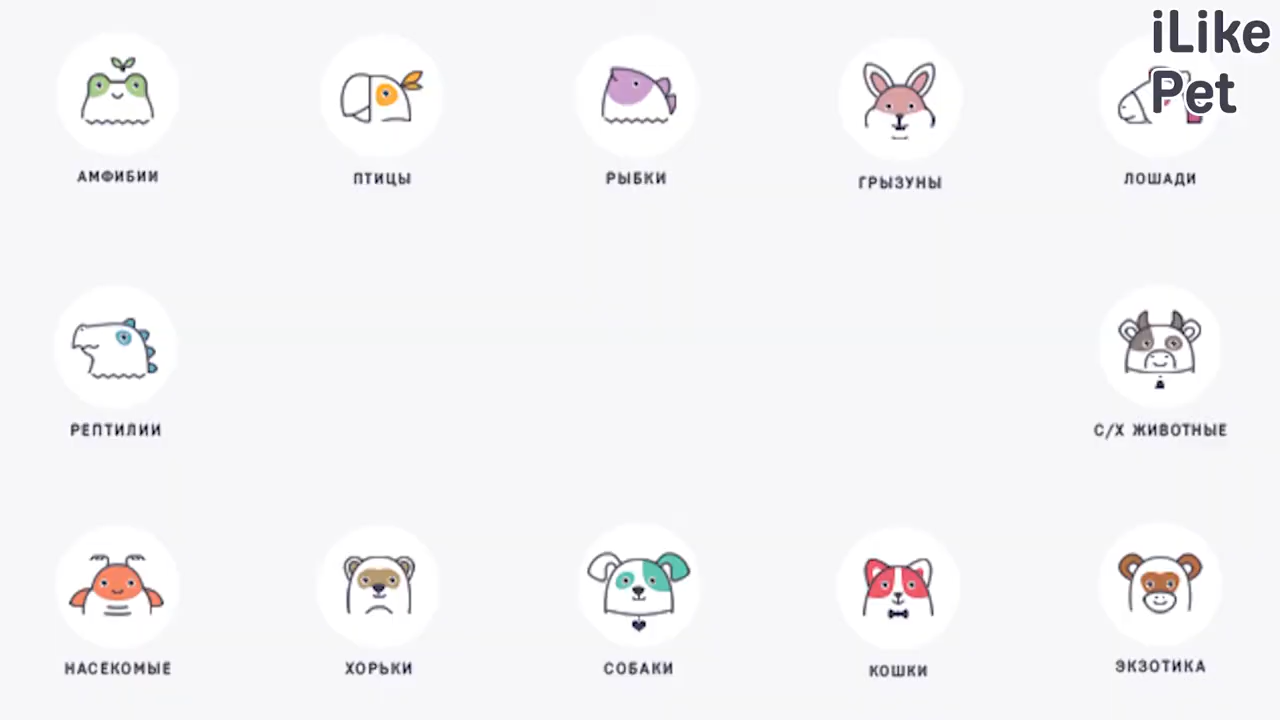 iLike
Pet
АМФИБИИ
ПТИЦЫ
РЫБКИ
ГРЫЗУНЫ
ЛОШАДИ
РЕПТИЛИИ
С/Х ЖИВОТНЫЕ
НАСЕКОМЫЕ
ХОРЬКИ
СОБАКИ
КОШКИ
ЭКЗОТИКА